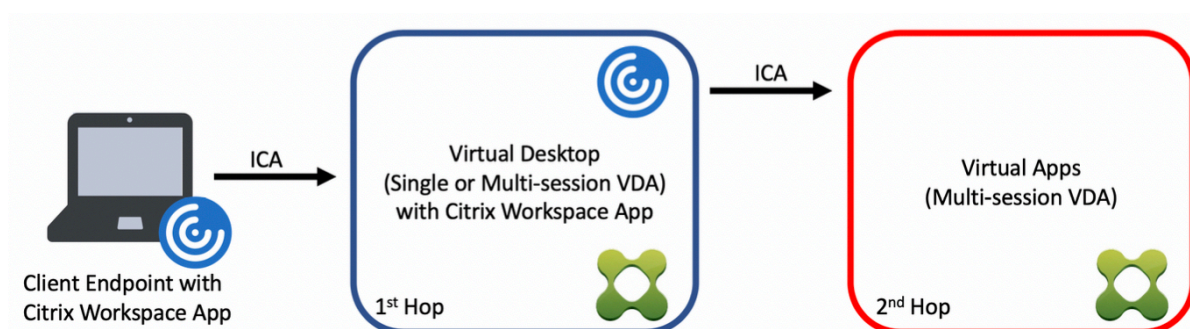 ICA
Client Endpoint with
Citrix Workspace App
Virtual Desktop
(Single or Multi-session VDA)
with Citrix Workspace App
1st Hop
ICA
Virtual Apps
(Multi-session VDA)
2nd Hop